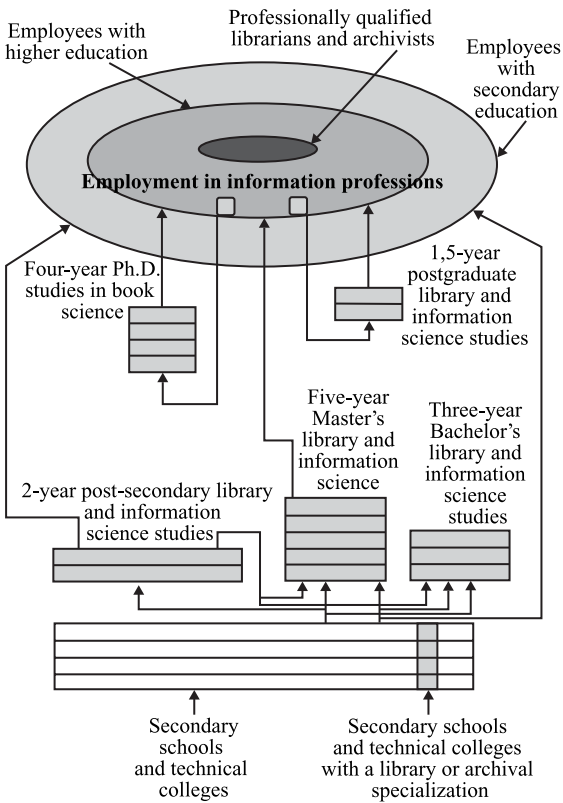 Employees with
higher education
Professionally qualified
librarians and archivists
Employees
with
secondary
education
Employment in information professions
Four-year Ph.D.
studies in book
science
1,5-year
postgraduate
library and
information
science studies
Five-year
Master's
library and
information
science
Three-year
Bachelor's
library and
information
science
studies
2-year post-secondary library
and information
science studies
Secondary
schools
and technical
colleges
Secondary schools
and technical colleges
with a library or archival
specialization